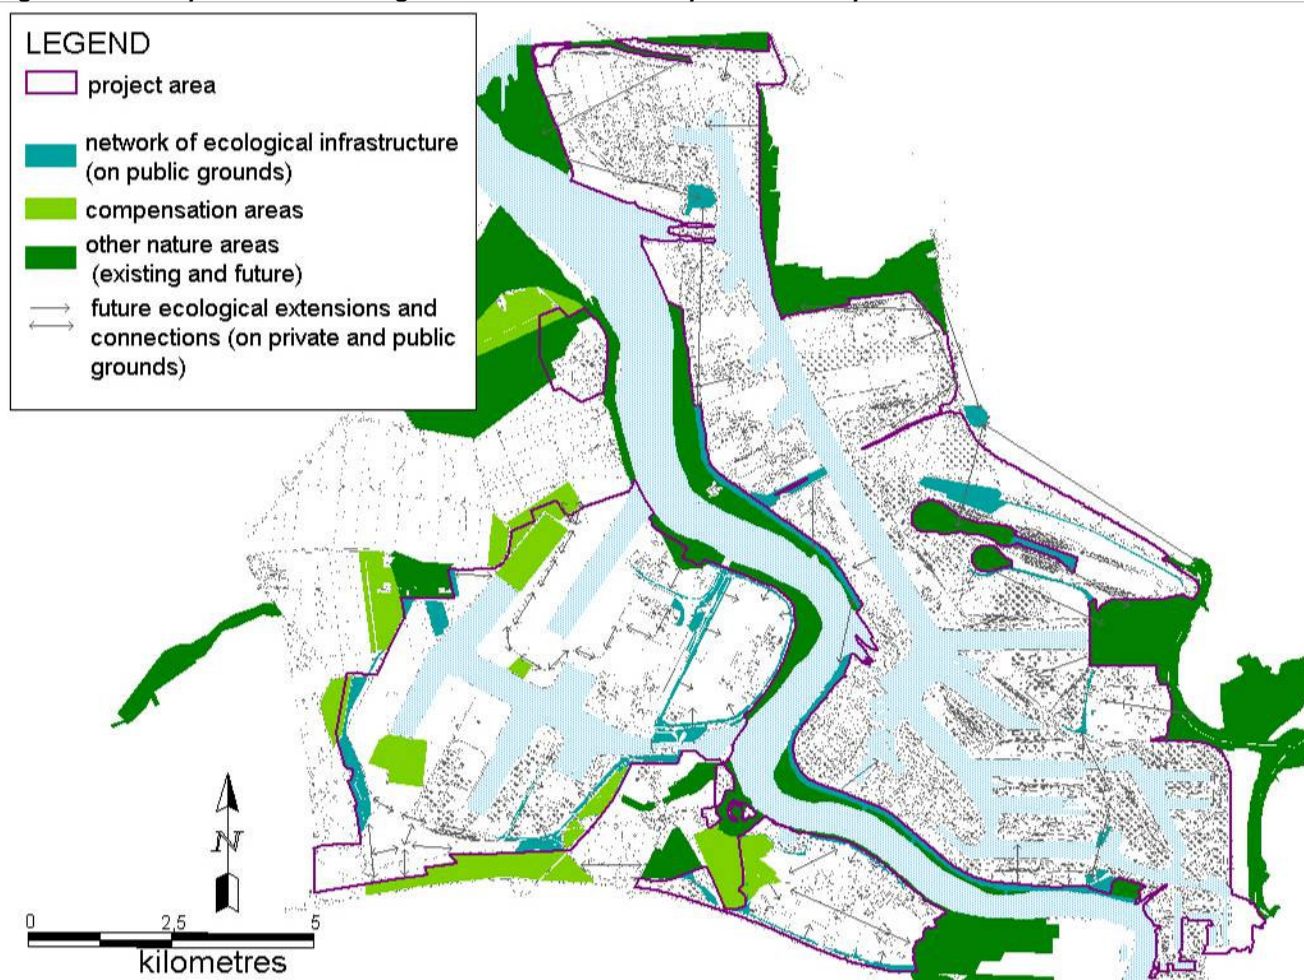 LEGEND
project area
network of ecological infrastructure
(on public grounds)
compensation areas
other nature areas
(existing and future)
future ecological extensions and
connections (on private and public
grounds)
N
0 2,5 5
kilometres